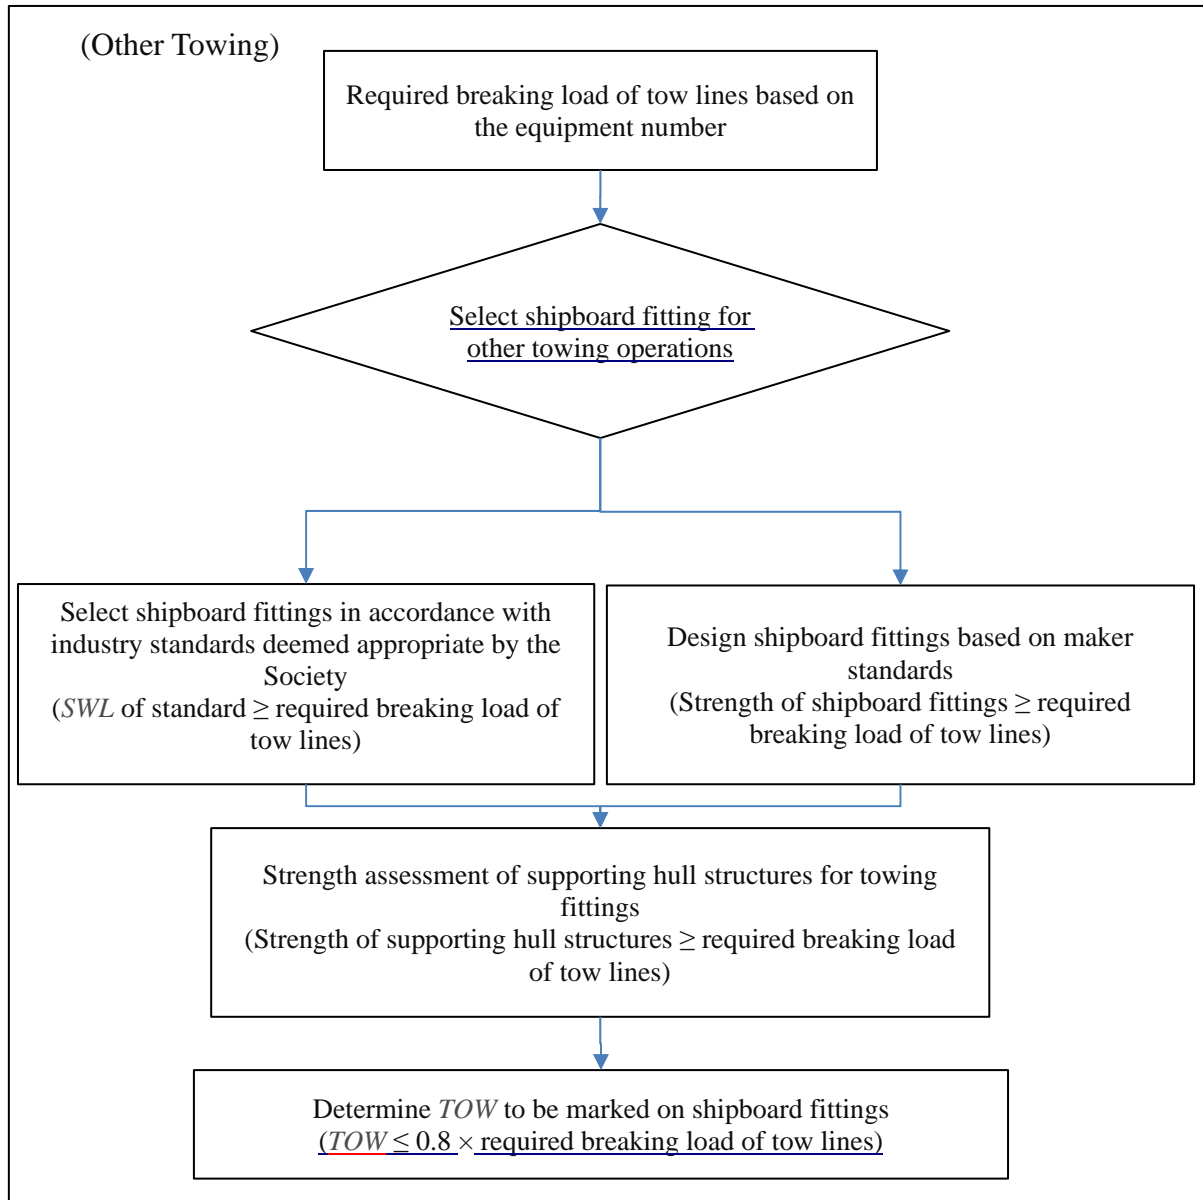 (Other Towing)
Required breaking load of tow lines based on
the equipment number
Select shipboard fitting for
other towing operations
Select shipboard fittings in accordance with
industry standards deemed appropriate by the
Society
(SWL of standard ≥ required breaking load of
tow lines)
Design shipboard fittings based on maker
standards
(Strength of shipboard fittings ≥ required
breaking load of tow lines)
Strength assessment of supporting hull structures for towing
fittings
(Strength of supporting hull structures ≥ required breaking load
of tow lines)
Determine TOW to be marked on shipboard fittings
(TOW ≤ 0.8 × required breaking load of tow lines)